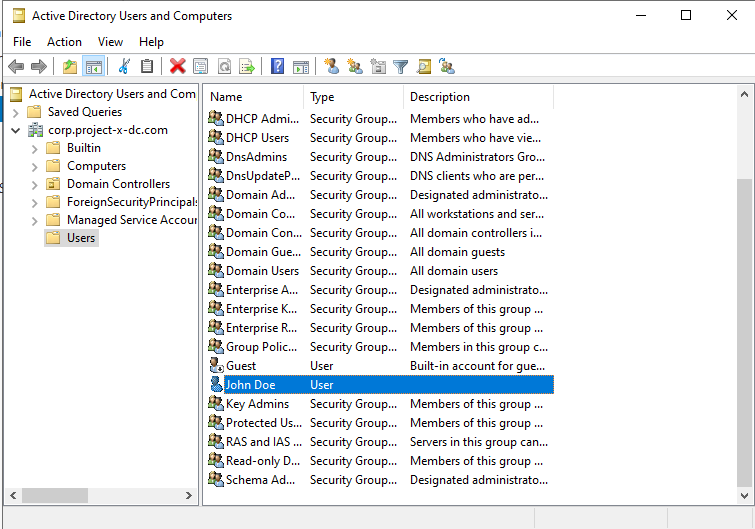 Active Directory Users and Computers
File Action View Help
Active Directory Users and Com
Saved Queries
corp.project-x-dc.com
Builtin
Computers
Domain Controllers
ForeignSecurityPrincipals
Managed Service Accour
Users
Name Type Description
DHCP Admi... Security Group... Members who have ad...
DHCP Users Security Group... Members who have vie...
DnsAdmins Security Group... DNS Administrators Gro...
DnsUpdateP... Security Group... DNS clients who are per...
Domain Ad... Security Group... Designated administrato...
Domain Co... Security Group... All workstations and ser...
Domain Con... Security Group... All domain controllers i...
Domain Gue... Security Group... All domain guests
Domain Users Security Group... All domain users
Enterprise A... Security Group... Designated administrato...
Enterprise K... Security Group... Members of this group ...
Enterprise R... Security Group... Members of this group ...
Group Polic... Security Group... Members in this group c...
Guest User Built-in account for gue...
John Doe User
Key Admins Security Group... Members of this group ...
Protected Us... Security Group... Members of this group ...
RAS and IAS ... Security Group... Servers in this group can...
Read-only D... Security Group... Members of this group ...
Schema Ad... Security Group... Designated administrato...